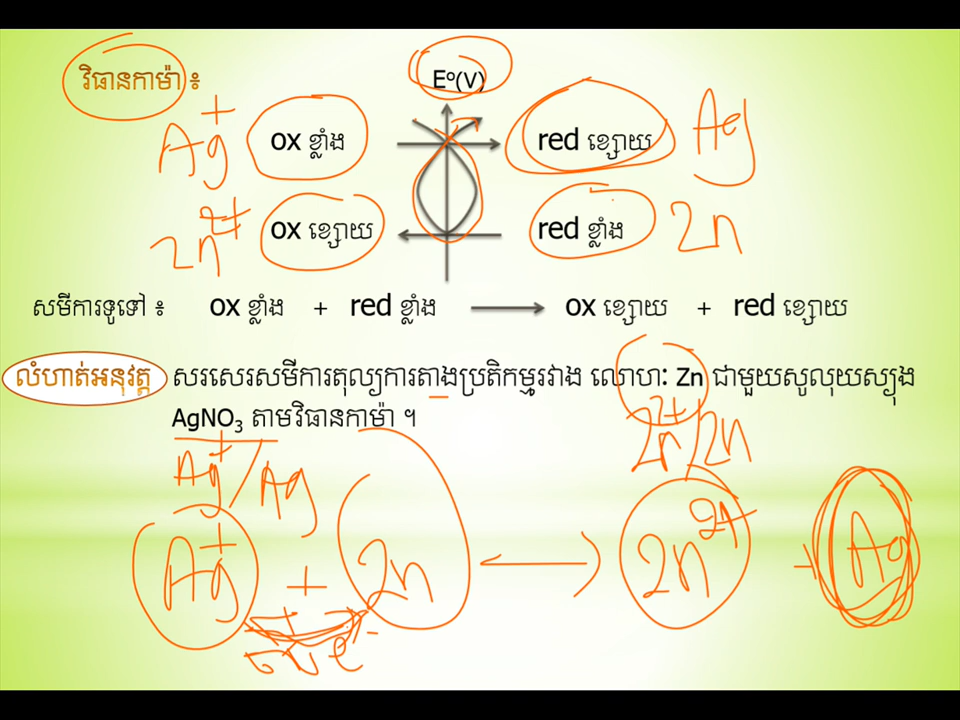 វិធានកាម៉ា ៖
E°(V)
Ag+ ox ខ្លាំង red ខ្សោយ Ag
Zn2+ ox ខ្សោយ red ខ្លាំង Zn
សមីការទូទៅ ៖ ox ខ្លាំង + red ខ្លាំង ⟶ ox ខ្សោយ + red ខ្សោយ
លំហាត់អនុវត្ត សរសេរសមីការតុល្យការតាងប្រតិកម្មរវាង លោហៈ Zn ជាមួយសូលុយស្យុង
AgNO₃ តាមវិធានកាម៉ា ។
Ag+/Ag Zn2+/Zn
Ag+ + Zn ⟶ Zn2+ + Ag